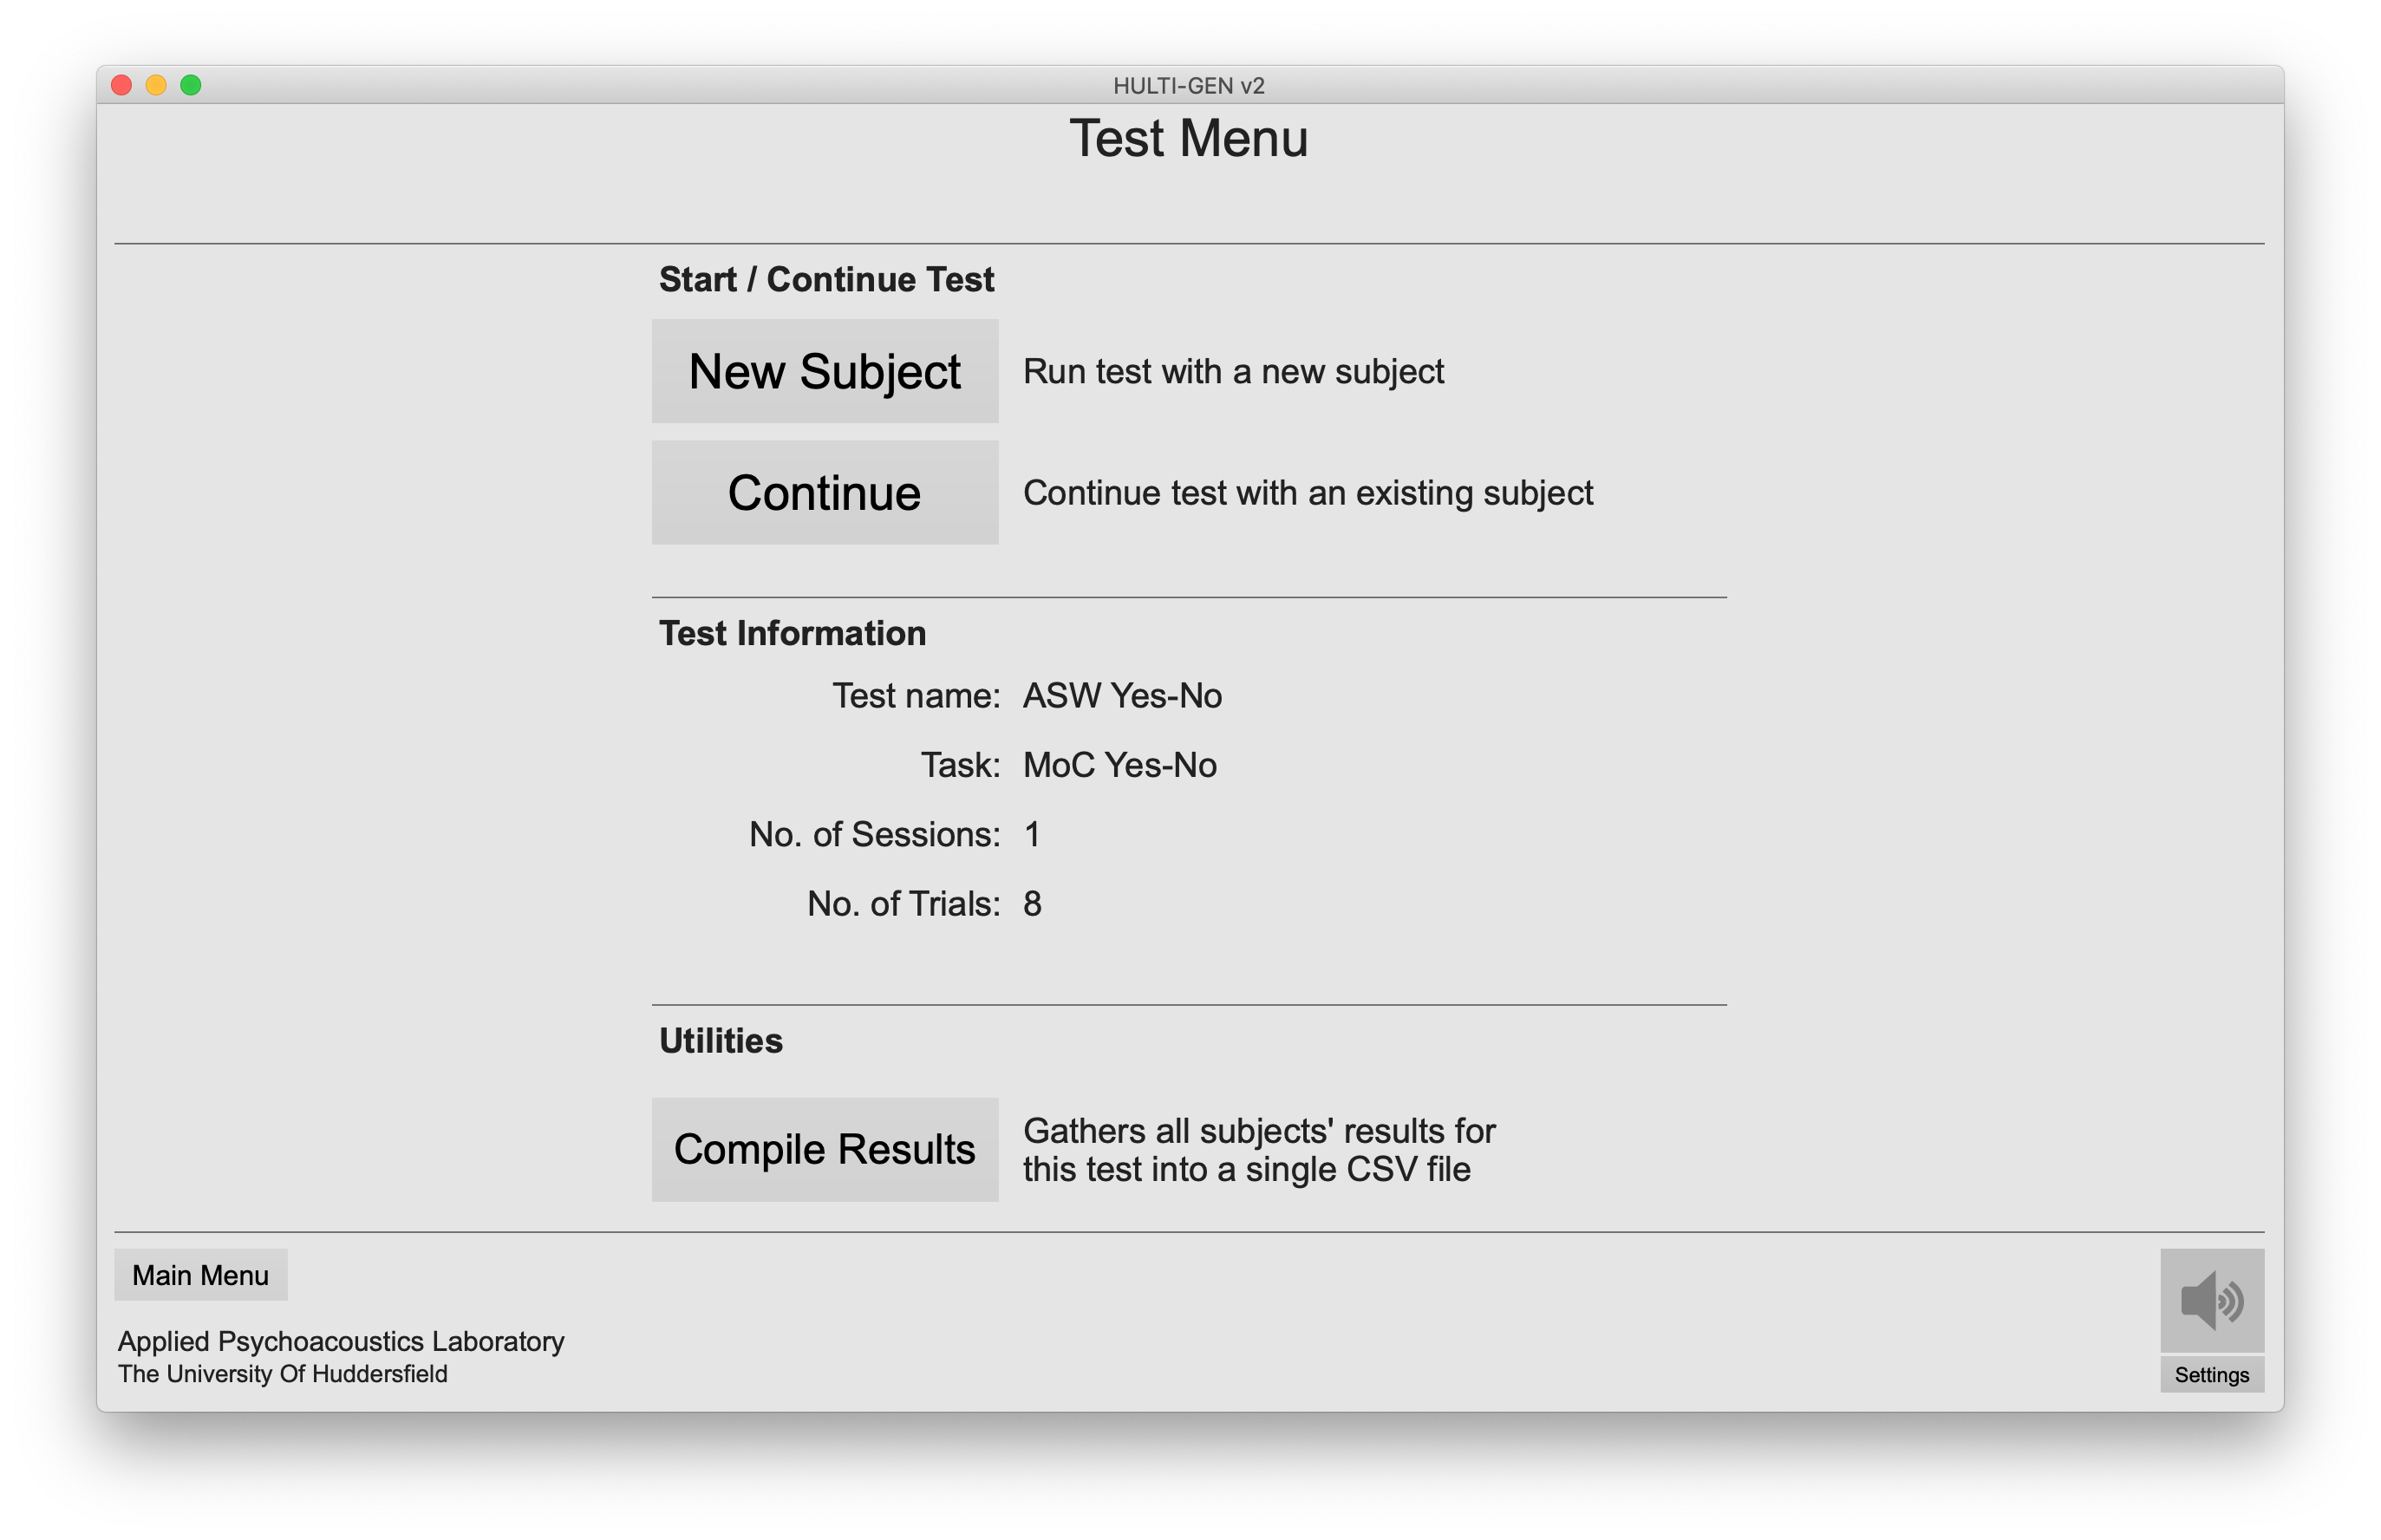 HULTI-GEN v2
Test Menu
Start / Continue Test
New Subject
Run test with a new subject
Continue
Continue test with an existing subject
Test Information
Test name: ASW Yes-No
Task: MoC Yes-No
No. of Sessions: 1
No. of Trials: 8
Utilities
Compile Results
Gathers all subjects' results for
this test into a single CSV file
Main Menu
Applied Psychoacoustics Laboratory
The University Of Huddersfield
Settings